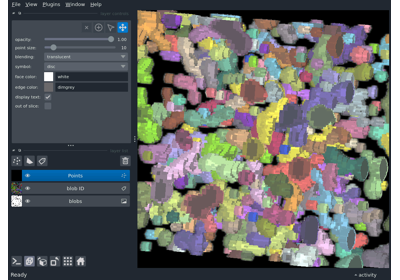 File View Plugins Window Help
opacity: 1.00
point size: 10
blending: translucent
symbol: disc
face color: white
edge color: dimgrey
display text:
out of slice:
Points
blob ID
blobs
Ready
activity